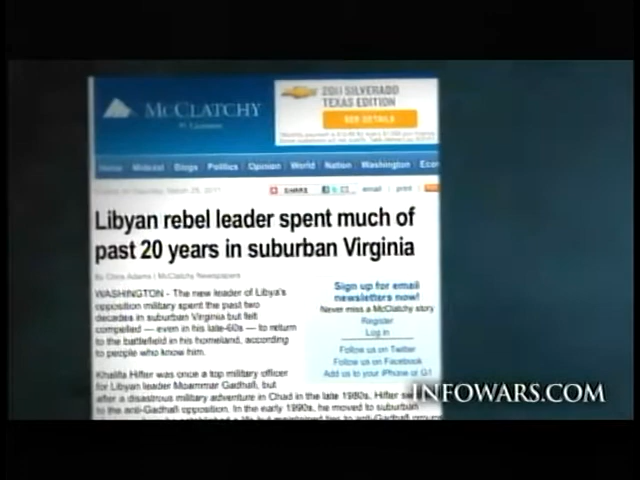 McCLATCHY
2011 SILVERADO
TEXAS EDITION
SEE DETAILS
Home Mideast Blogs Politics Opinion World Nation Washington Econ
SHARE email print
Libyan rebel leader spent much of
past 20 years in suburban Virginia
By Chris Adams | McClatchy Newspapers
WASHINGTON - The new leader of Libya's
opposition military spent the past two
decades in suburban Virginia but felt
compelled — even in his late-60s — to return
to the battlefield in his homeland, according
to people who know him.
Khalifa Hifter was once a top military officer
for Libyan leader Moammar Gadhafi, but
after a disastrous military adventure in Chad in the late 1980s, Hifter
to the anti-Gadhafi opposition. In the early 1990s, he moved to suburban
Sign up for email
newsletters now!
Never miss a McClatchy story
Register
Log in
Follow us on Twitter
Follow us on Facebook
Add us to your iPhone or G1
INFOWARS.COM